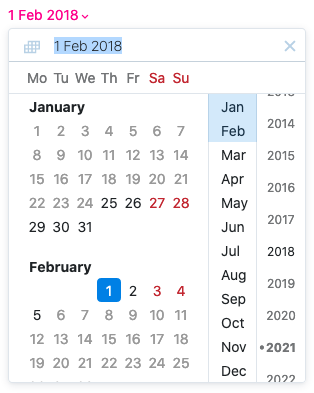 1 Feb 2018
1 Feb 2018
Mo Tu We Th Fr Sa Su
January
1 2 3 4 5 6 7
8 9 10 11 12 13 14
15 16 17 18 19 20 21
22 23 24 25 26 27 28
29 30 31
February
1 2 3 4
5 6 7 8 9 10 11
12 13 14 15 16 17 18
19 20 21 22 23 24 25
Jan
Feb
Mar
Apr
May
Jun
Jul
Aug
Sep
Oct
Nov
Dec
2014
2015
2016
2017
2018
2019
2020
•2021
2022